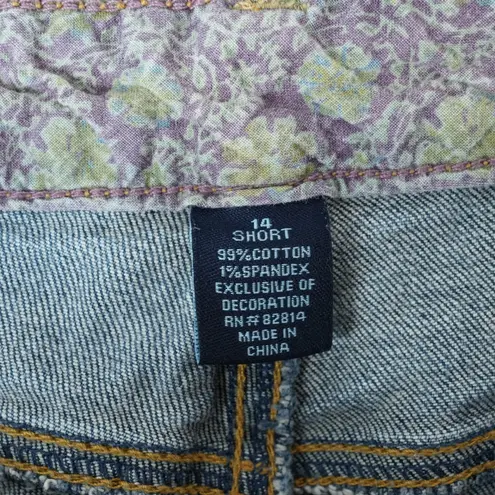 14
SHORT
99%COTTON
1%SPANDEX
EXCLUSIVE OF
DECORATION
RN#82814
MADE IN
CHINA